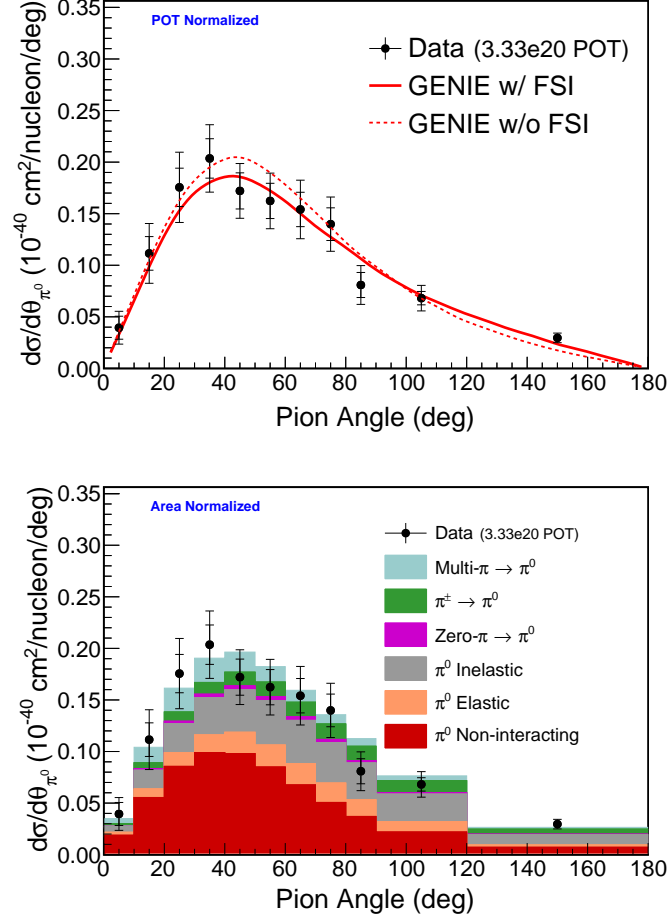 POT Normalized
Data (3.33e20 POT)
GENIE w/ FSI
GENIE w/o FSI
0.35
0.30
0.25
0.20
0.15
0.10
0.05
0.00
dσ/dθπ⁰ (10⁻⁴⁰ cm²/nucleon/deg)
0 20 40 60 80 100 120 140 160 180
Pion Angle (deg)
Area Normalized
Data (3.33e20 POT)
Multi-π → π⁰
π± → π⁰
Zero-π → π⁰
π⁰ Inelastic
π⁰ Elastic
π⁰ Non-interacting
0.35
0.30
0.25
0.20
0.15
0.10
0.05
0.00
dσ/dθπ⁰ (10⁻⁴⁰ cm²/nucleon/deg)
0 20 40 60 80 100 120 140 160 180
Pion Angle (deg)